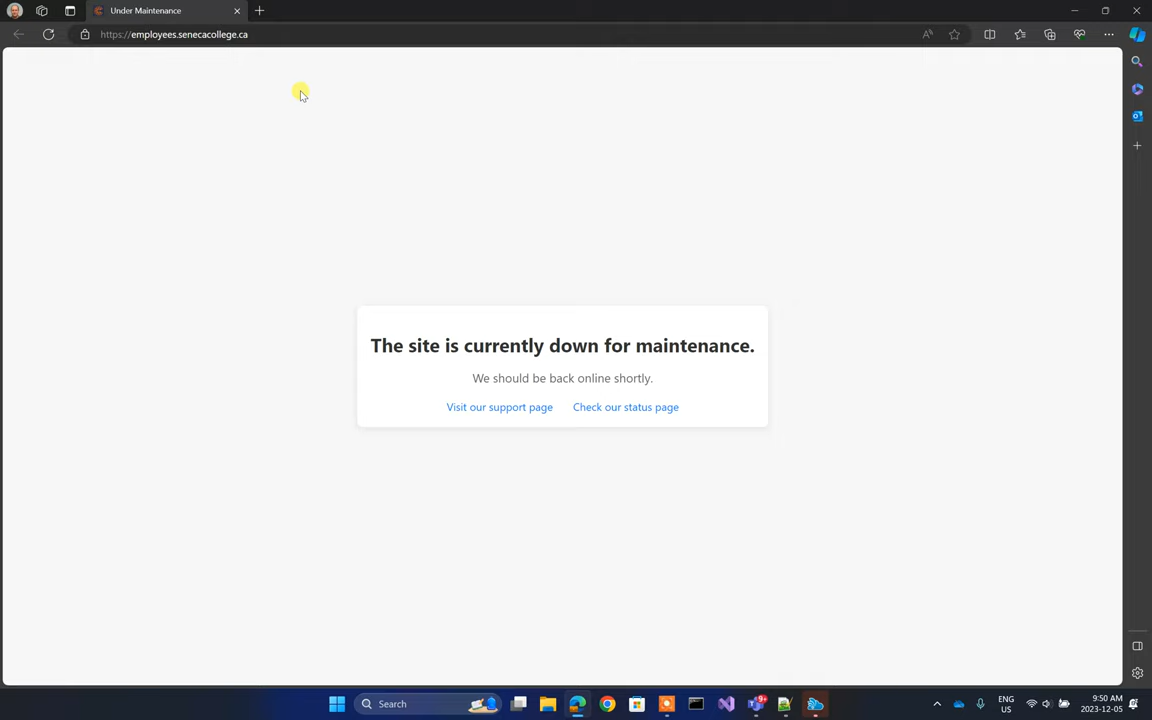 Under Maintenance
https://employees.senecacollege.ca
The site is currently down for maintenance.
We should be back online shortly.
Visit our support page Check our status page
Search
9+
ENG
US
9:50 AM
2023-12-05